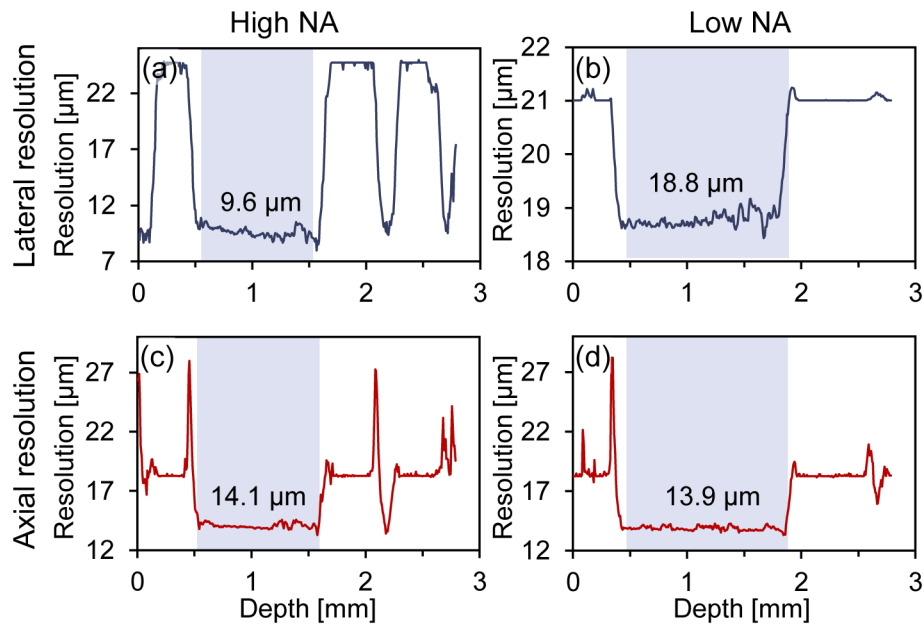 High NA
Low NA
Lateral resolution
Resolution [μm]
(a)
22
17
12
7
9.6 μm
0
1
2
3
Resolution [μm]
(b)
22
21
20
19
18
18.8 μm
0
1
2
3
Axial resolution
Resolution [μm]
(c)
27
22
17
12
14.1 μm
0
1
2
3
Depth [mm]
Resolution [μm]
(d)
27
22
17
12
13.9 μm
0
1
2
3
Depth [mm]